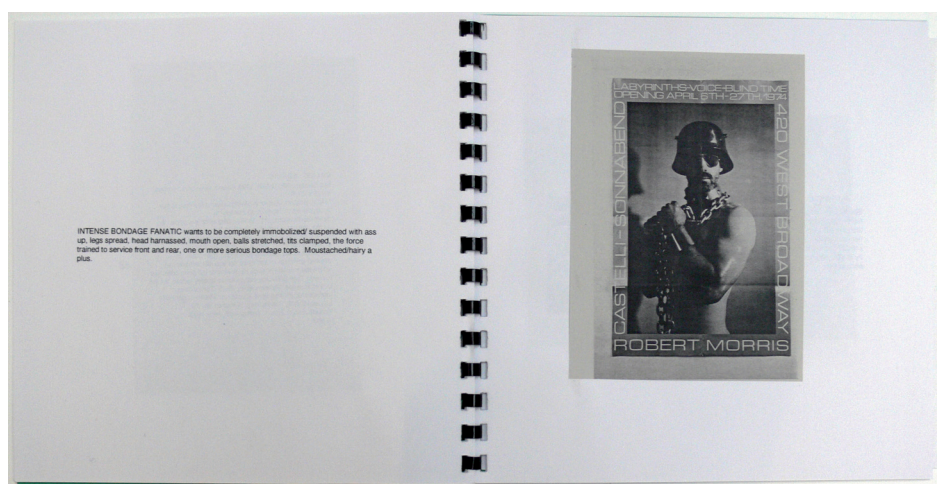 INTENSE BONDAGE FANATIC wants to be completely immobolized/ suspended with ass
up, legs spread, head harnassed, mouth open, balls stretched, tits clamped, the force
trained to service front and rear, one or more serious bondage tops.  Moustached/hairy a
plus.
LABYRINTHS-VOICE-BLIND TIME
OPENING APRIL 6TH-27TH, 1974
CASTELLI-SONNABEND
420 WEST BROADWAY
ROBERT MORRIS